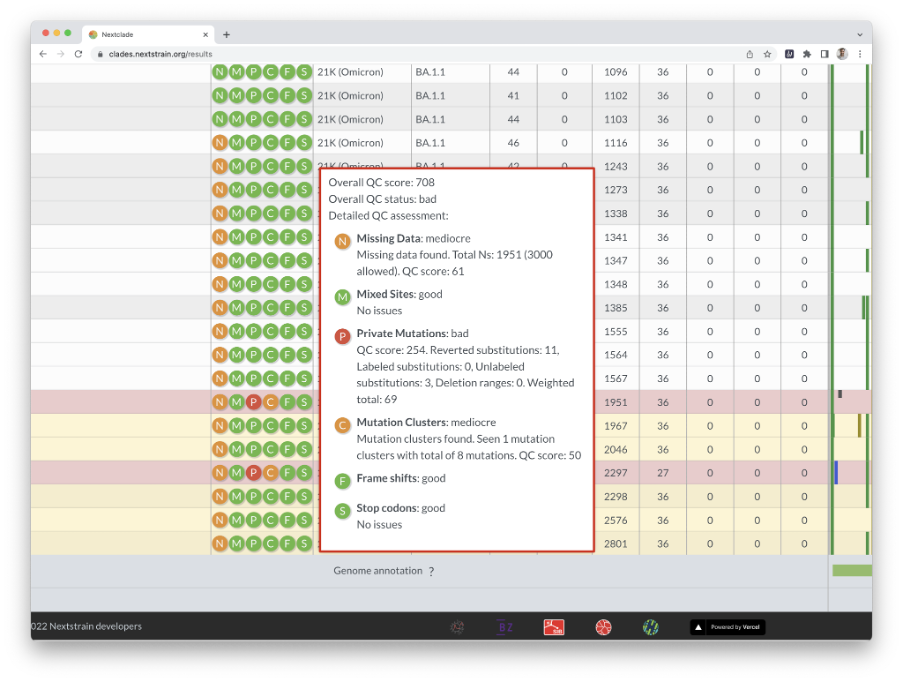 Nextclade
clades.nextstrain.org/results
N M P C F S 21K (Omicron) BA.1.1 44 0 1096 36 0 0 0
N M P C F S 21K (Omicron) BA.1.1 41 0 1102 36 0 0 0
N M P C F S 21K (Omicron) BA.1.1 44 0 1103 36 0 0 0
N M P C F S 21K (Omicron) BA.1.1 46 0 1116 36 0 0 0
N M P C F S 21K (Omicron) BA.1.1 42 0 1243 36 0 0 0
N M P C F S 1273 36 0 0 0
N M P C F S 1338 36 0 0 0
N M P C F S 1341 36 0 0 0
N M P C F S 1347 36 0 0 0
N M P C F S 1348 36 0 0 0
N M P C F S 1385 36 0 0 0
N M P C F S 1555 36 0 0 0
N M P C F S 1564 36 0 0 0
N M P C F S 1567 36 0 0 0
N M P C F S 1951 36 0 0 0
N M P C F S 1967 36 0 0 0
N M P C F S 2046 36 0 0 0
N M P C F S 2297 27 0 0 0
N M P C F S 2298 36 0 0 0
N M P C F S 2576 36 0 0 0
N M P C F S 2801 36 0 0 0
Overall QC score: 708
Overall QC status: bad
Detailed QC assessment:
N Missing Data: mediocre
Missing data found. Total Ns: 1951 (3000
allowed). QC score: 61
M Mixed Sites: good
No issues
P Private Mutations: bad
QC score: 254. Reverted substitutions: 11,
Labeled substitutions: 0, Unlabeled
substitutions: 3, Deletion ranges: 0. Weighted
total: 69
C Mutation Clusters: mediocre
Mutation clusters found. Seen 1 mutation
clusters with total of 8 mutations. QC score: 50
F Frame shifts: good
S Stop codons: good
No issues
Genome annotation ?
022 Nextstrain developers
Powered by Vercel